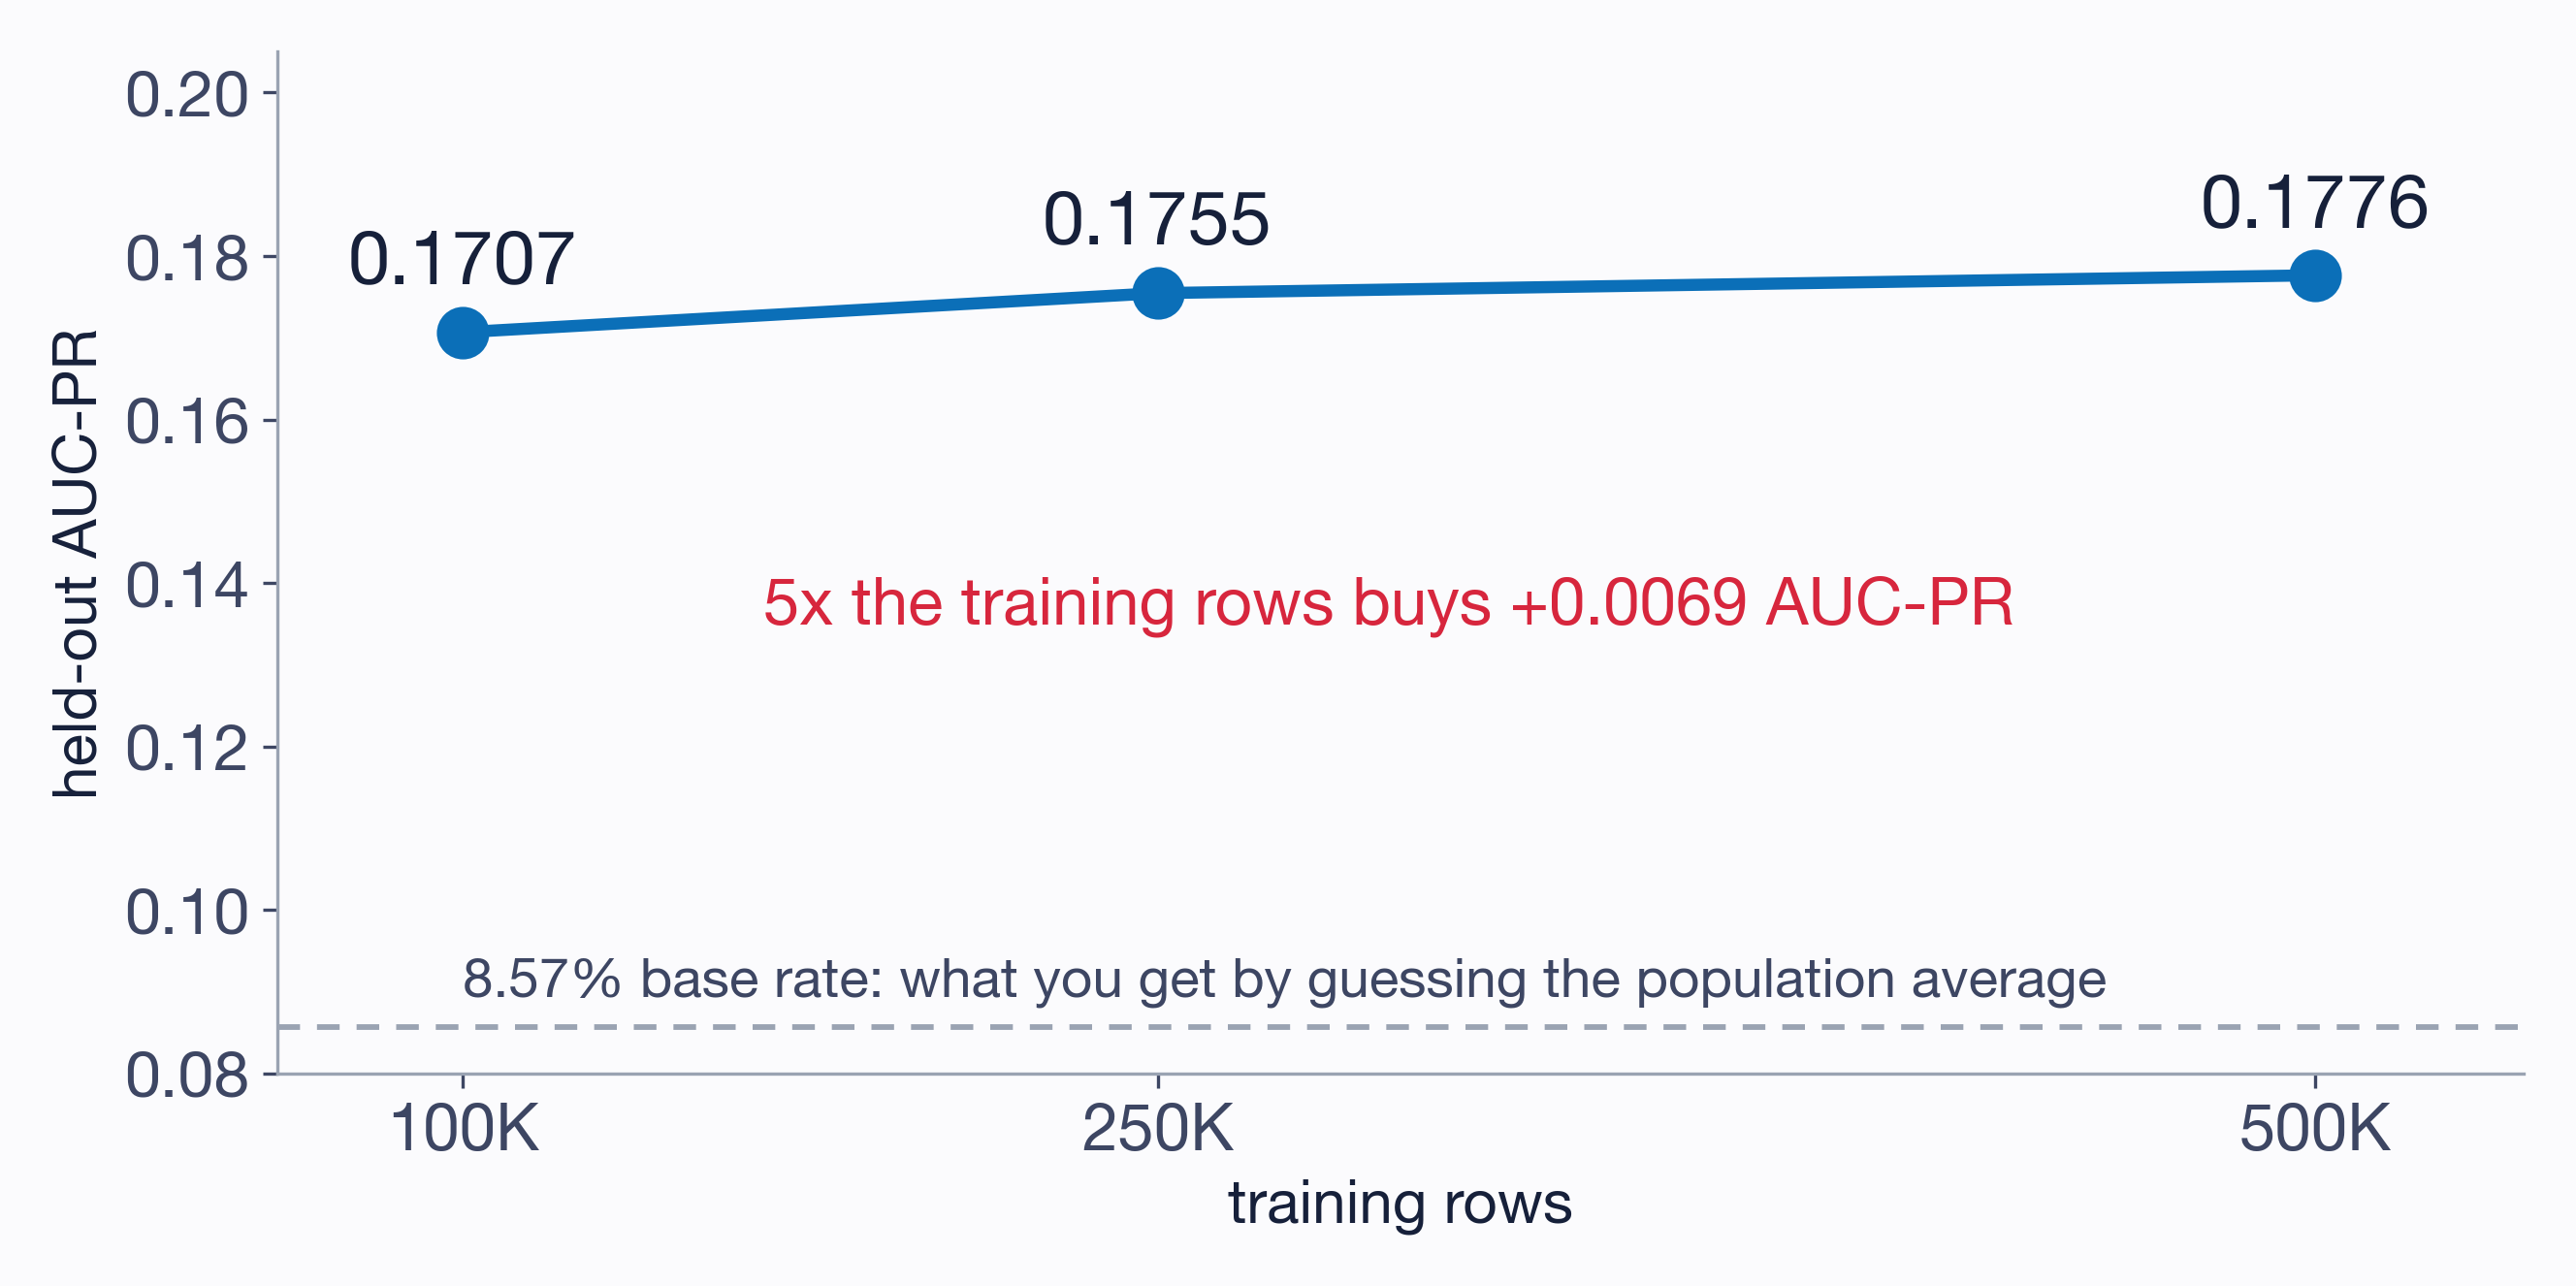 0.20
0.18
0.16
0.14
0.12
0.10
0.08
held-out AUC-PR
0.1707
0.1755
0.1776
5x the training rows buys +0.0069 AUC-PR
8.57% base rate: what you get by guessing the population average
100K
250K
500K
training rows